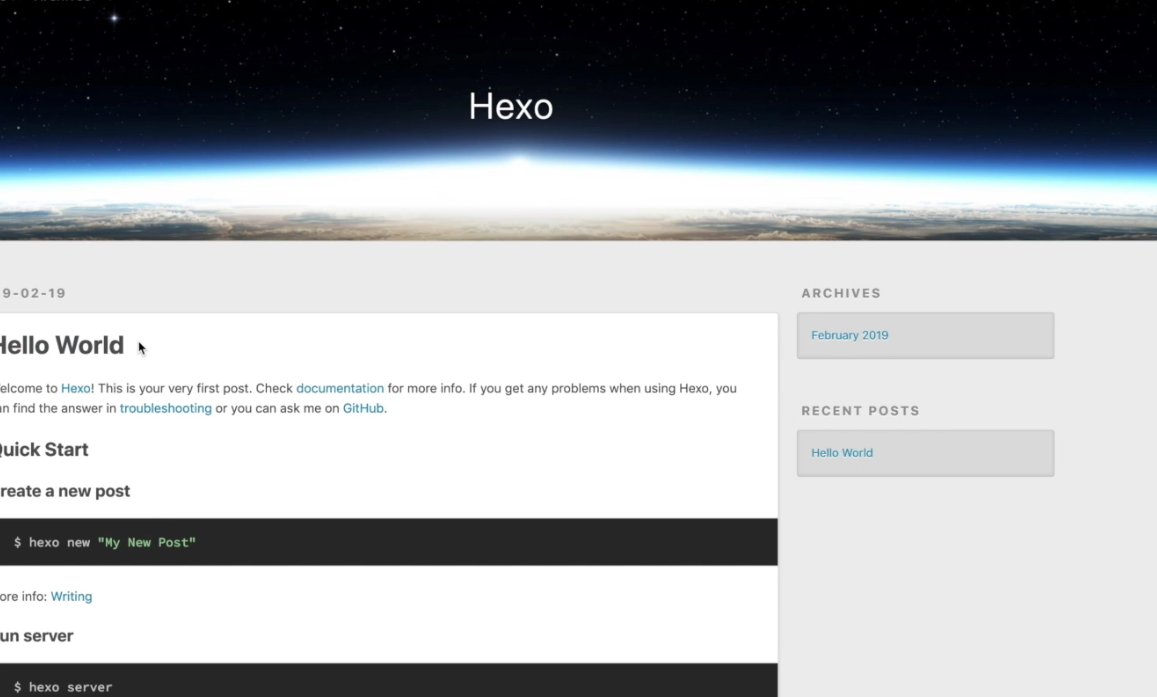 Hexo
9-02-19
Hello World
elcome to Hexo! This is your very first post. Check documentation for more info. If you get any problems when using Hexo, you
n find the answer in troubleshooting or you can ask me on GitHub.
uick Start
reate a new post
$ hexo new "My New Post"
ore info: Writing
un server
$ hexo server
ARCHIVES
February 2019
RECENT POSTS
Hello World